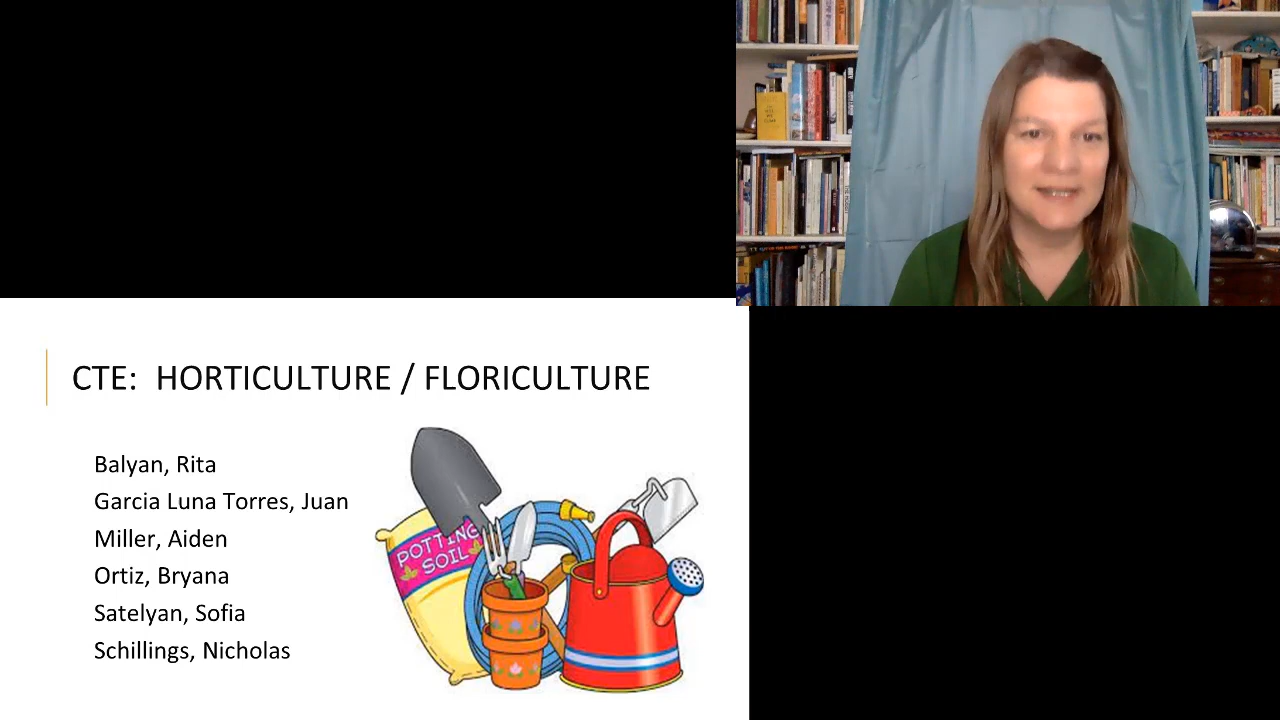 CTE: HORTICULTURE / FLORICULTURE
Balyan, Rita
Garcia Luna Torres, Juan
Miller, Aiden
Ortiz, Bryana
Satelyan, Sofia
Schillings, Nicholas
POTTING
SOIL